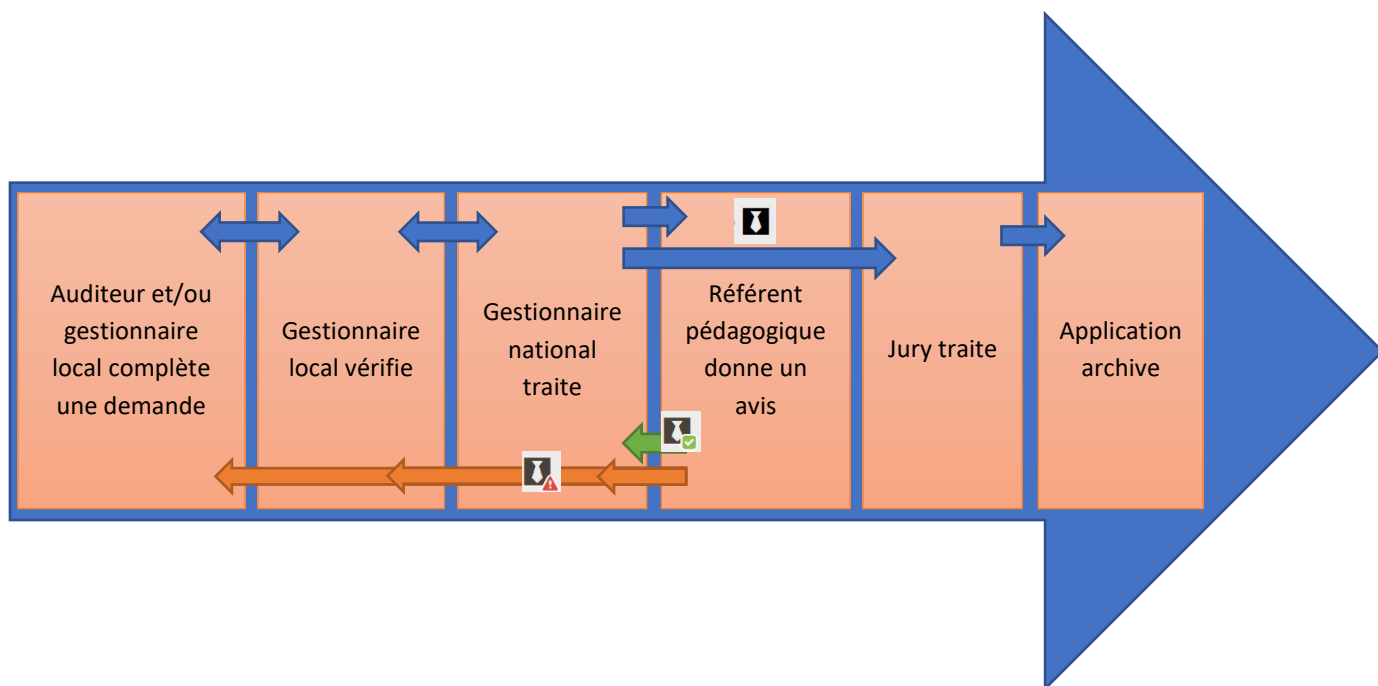 Auditeur et/ou
gestionnaire
local complète
une demande
Gestionnaire
local vérifie
Gestionnaire
national
traite
Référent
pédagogique
donne un
avis
Jury traite
Application
archive